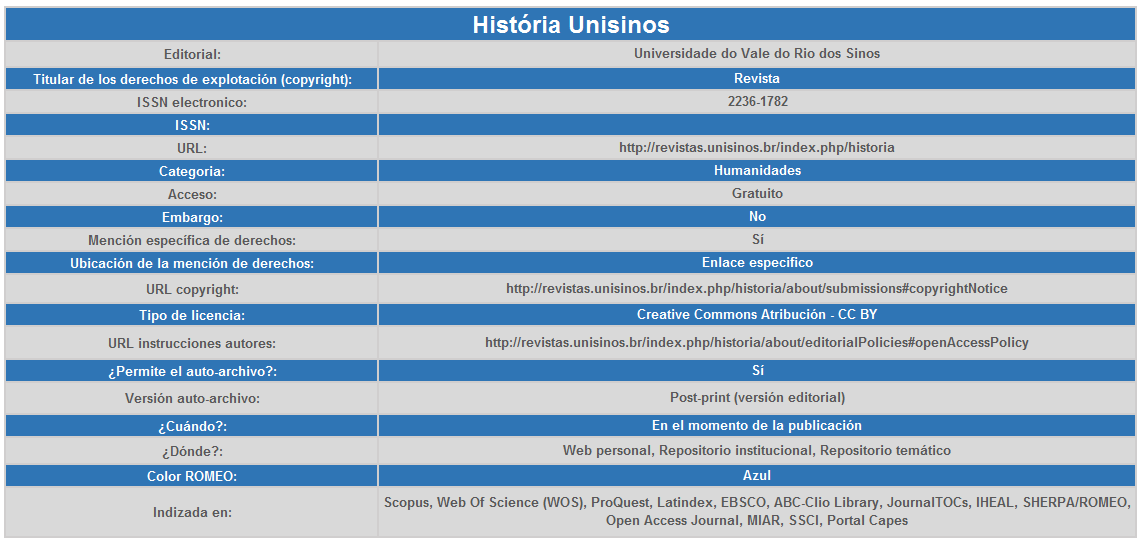 História Unisinos
Editorial: Universidade do Vale do Rio dos Sinos
Titular de los derechos de explotación (copyright): Revista
ISSN electronico: 2236-1782
ISSN:
URL: http://revistas.unisinos.br/index.php/historia
Categoria: Humanidades
Acceso: Gratuito
Embargo: No
Mención específica de derechos: Sí
Ubicación de la mención de derechos: Enlace especifico
URL copyright: http://revistas.unisinos.br/index.php/historia/about/submissions#copyrightNotice
Tipo de licencia: Creative Commons Atribución - CC BY
URL instrucciones autores: http://revistas.unisinos.br/index.php/historia/about/editorialPolicies#openAccessPolicy
¿Permite el auto-archivo?: Sí
Versión auto-archivo: Post-print (versión editorial)
¿Cuándo?: En el momento de la publicación
¿Dónde?: Web personal, Repositorio institucional, Repositorio temático
Color ROMEO: Azul
Indizada en: Scopus, Web Of Science (WOS), ProQuest, Latindex, EBSCO, ABC-Clio Library, JournalTOCs, IHEAL, SHERPA/ROMEO,
Open Access Journal, MIAR, SSCI, Portal Capes